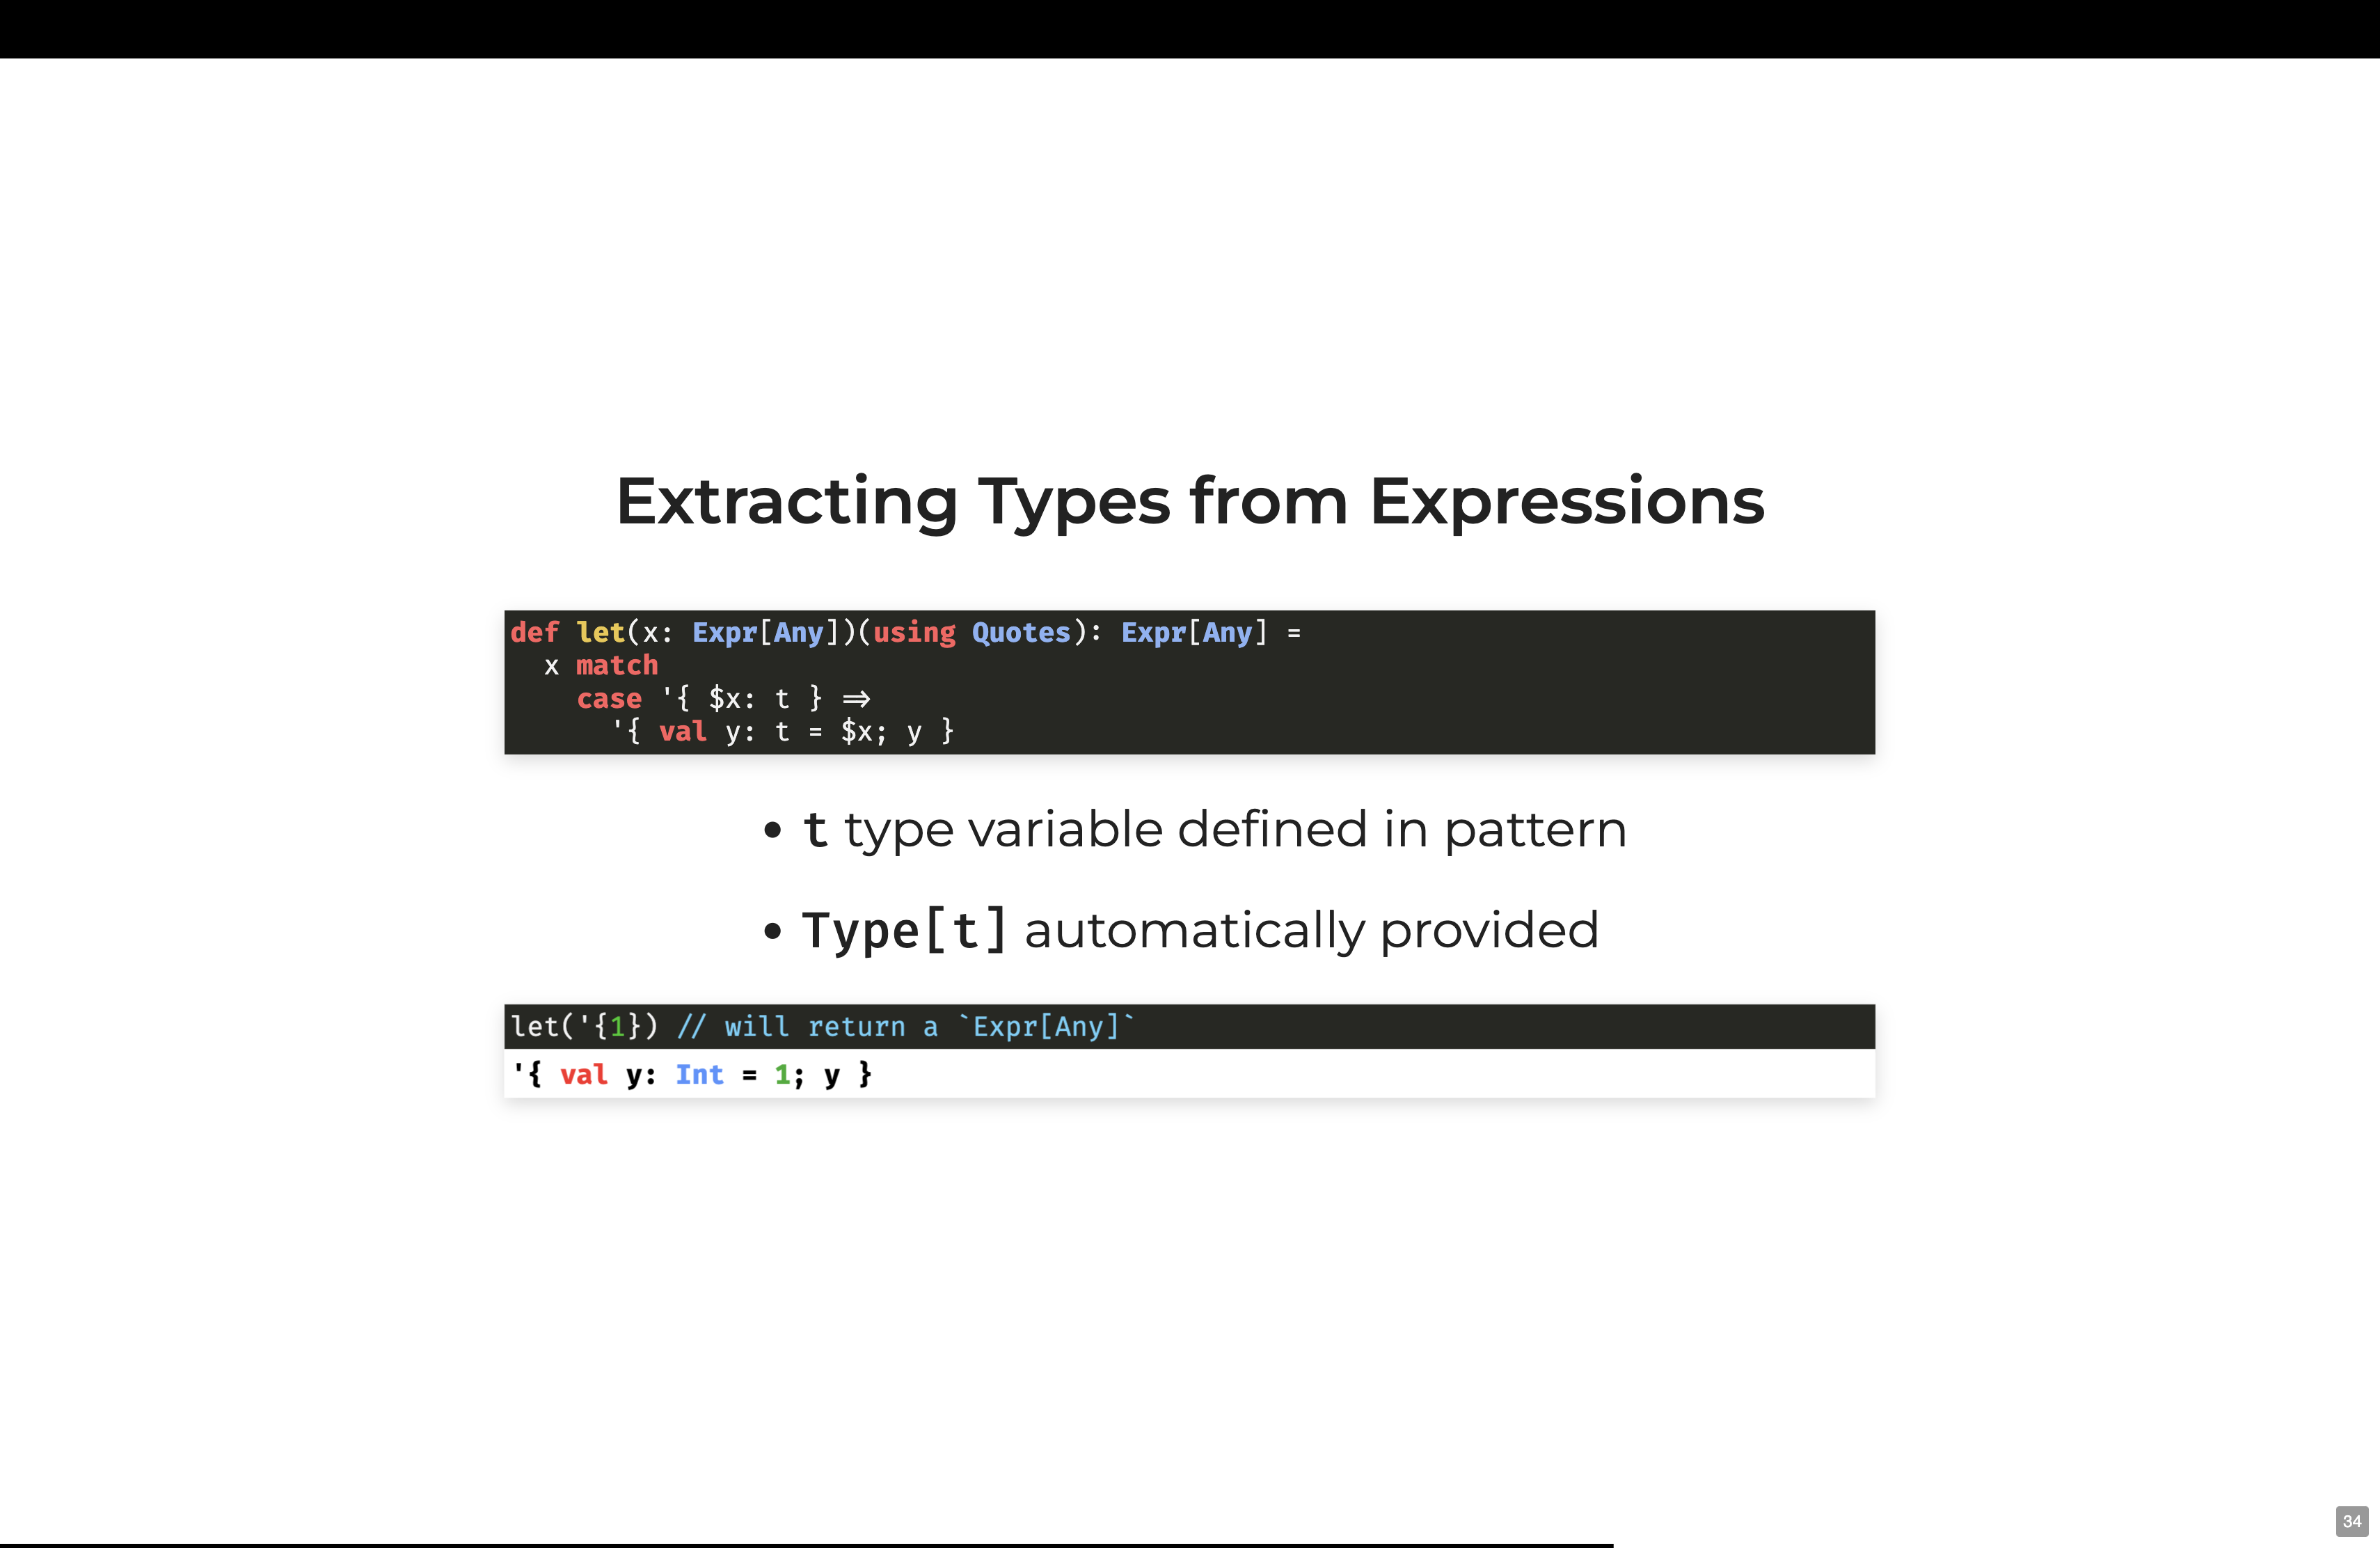 Extracting Types from Expressions
def let(x: Expr[Any])(using Quotes): Expr[Any] =
  x match
    case '{ $x: t } =>
      '{ val y: t = $x; y }
• t type variable defined in pattern
• Type[t] automatically provided
let('{1}) // will return a `Expr[Any]`
'{ val y: Int = 1; y }
34